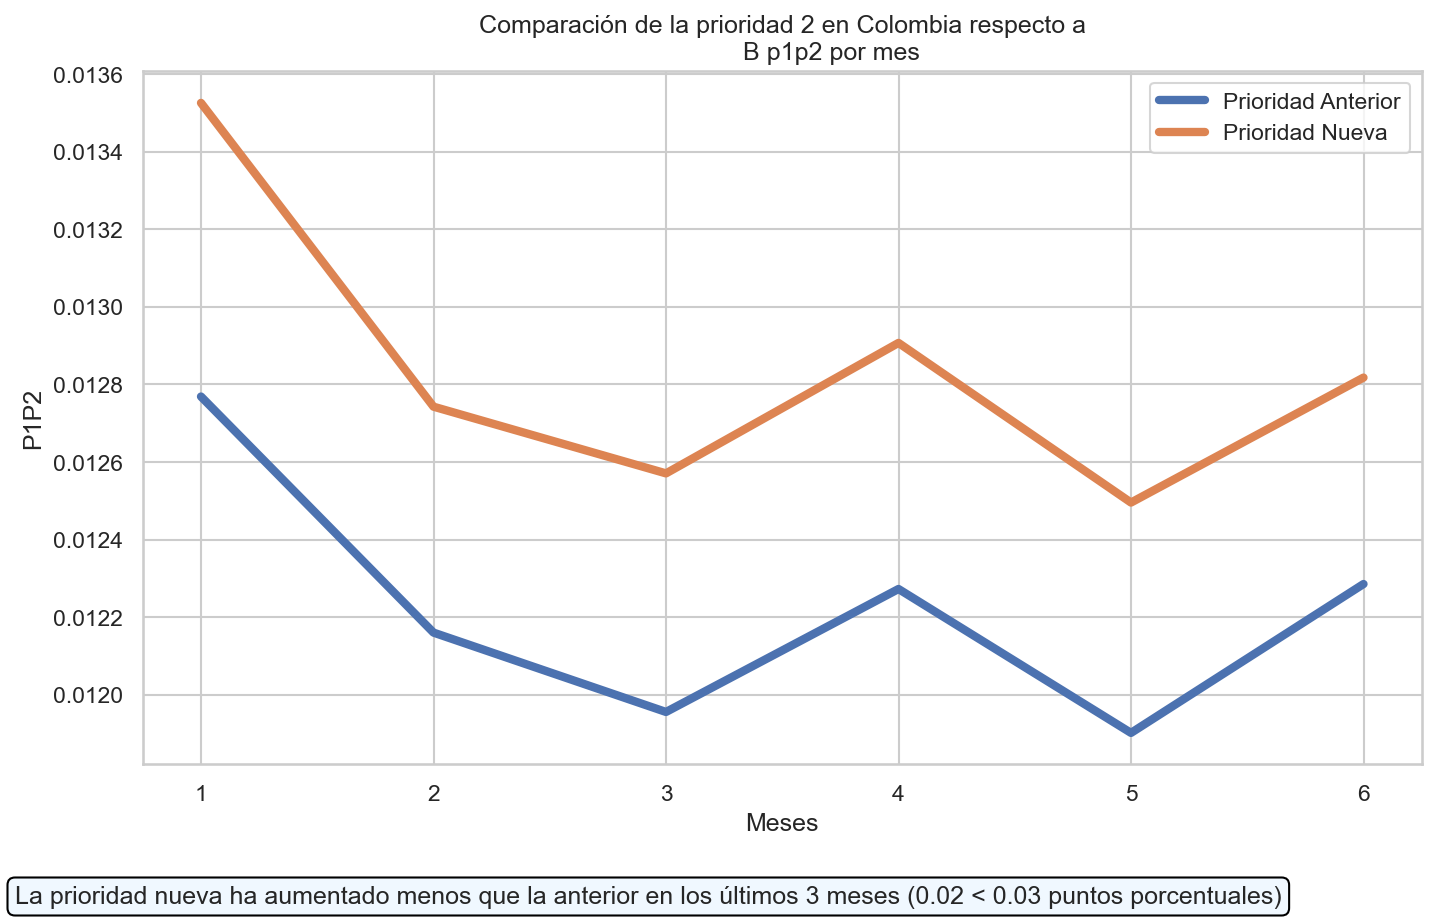 Comparación de la prioridad 2 en Colombia respecto a
B p1p2 por mes
0.0136
0.0134
0.0132
0.0130
0.0128
0.0126
0.0124
0.0122
0.0120
P1P2
Prioridad Anterior
Prioridad Nueva
1 2 3 4 5 6
Meses
La prioridad nueva ha aumentado menos que la anterior en los últimos 3 meses (0.02 < 0.03 puntos porcentuales)